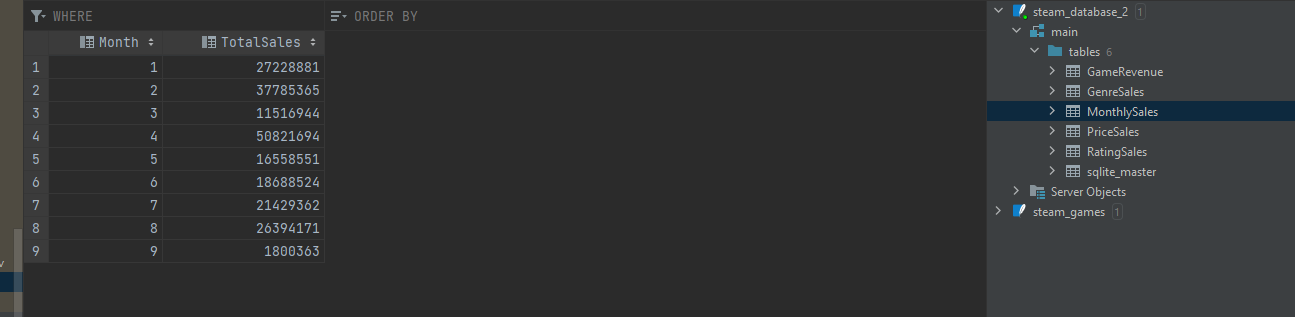 WHERE ORDER BY
Month TotalSales
1 1 27228881
2 2 37785365
3 3 11516944
4 4 50821694
5 5 16558551
6 6 18688524
7 7 21429362
8 8 26394171
9 9 1800363
steam_database_2 1
main
tables 6
GameRevenue
GenreSales
MonthlySales
PriceSales
RatingSales
sqlite_master
Server Objects
steam_games 1